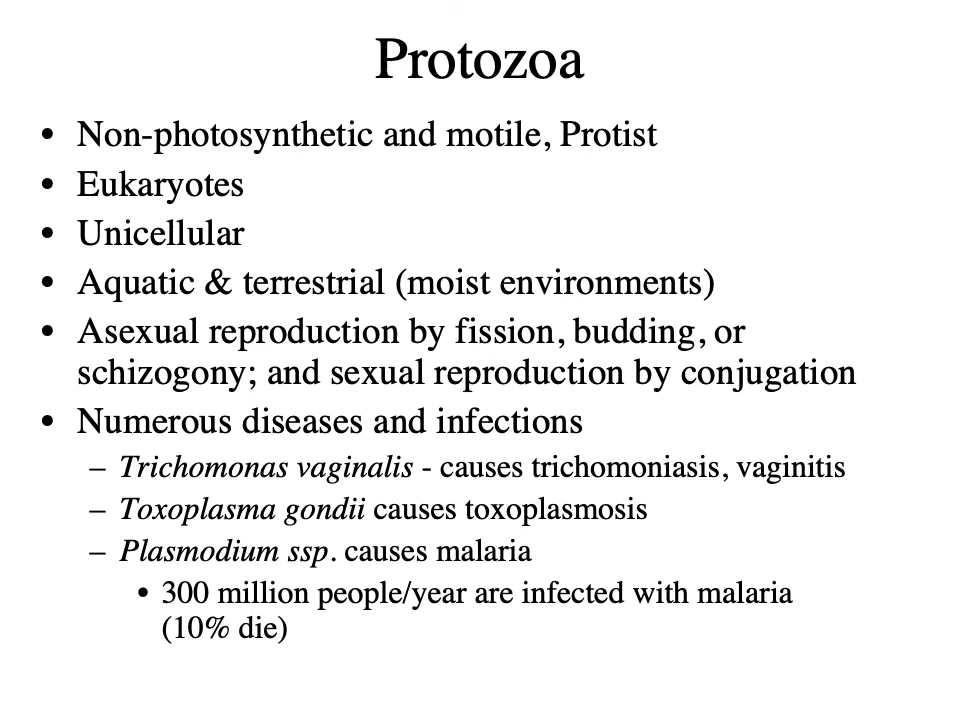 Protozoa
• Non-photosynthetic and motile, Protist
• Eukaryotes
• Unicellular
• Aquatic & terrestrial (moist environments)
• Asexual reproduction by fission, budding, or
schizogony; and sexual reproduction by conjugation
• Numerous diseases and infections
– Trichomonas vaginalis - causes trichomoniasis, vaginitis
– Toxoplasma gondii causes toxoplasmosis
– Plasmodium ssp. causes malaria
• 300 million people/year are infected with malaria
(10% die)